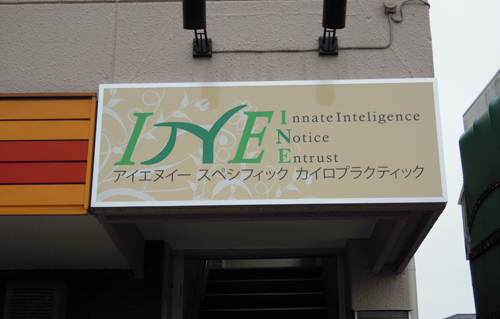 INE
Innate Inteligence
Notice
Entrust
アイエヌイー スペシフィック カイロプラクティック